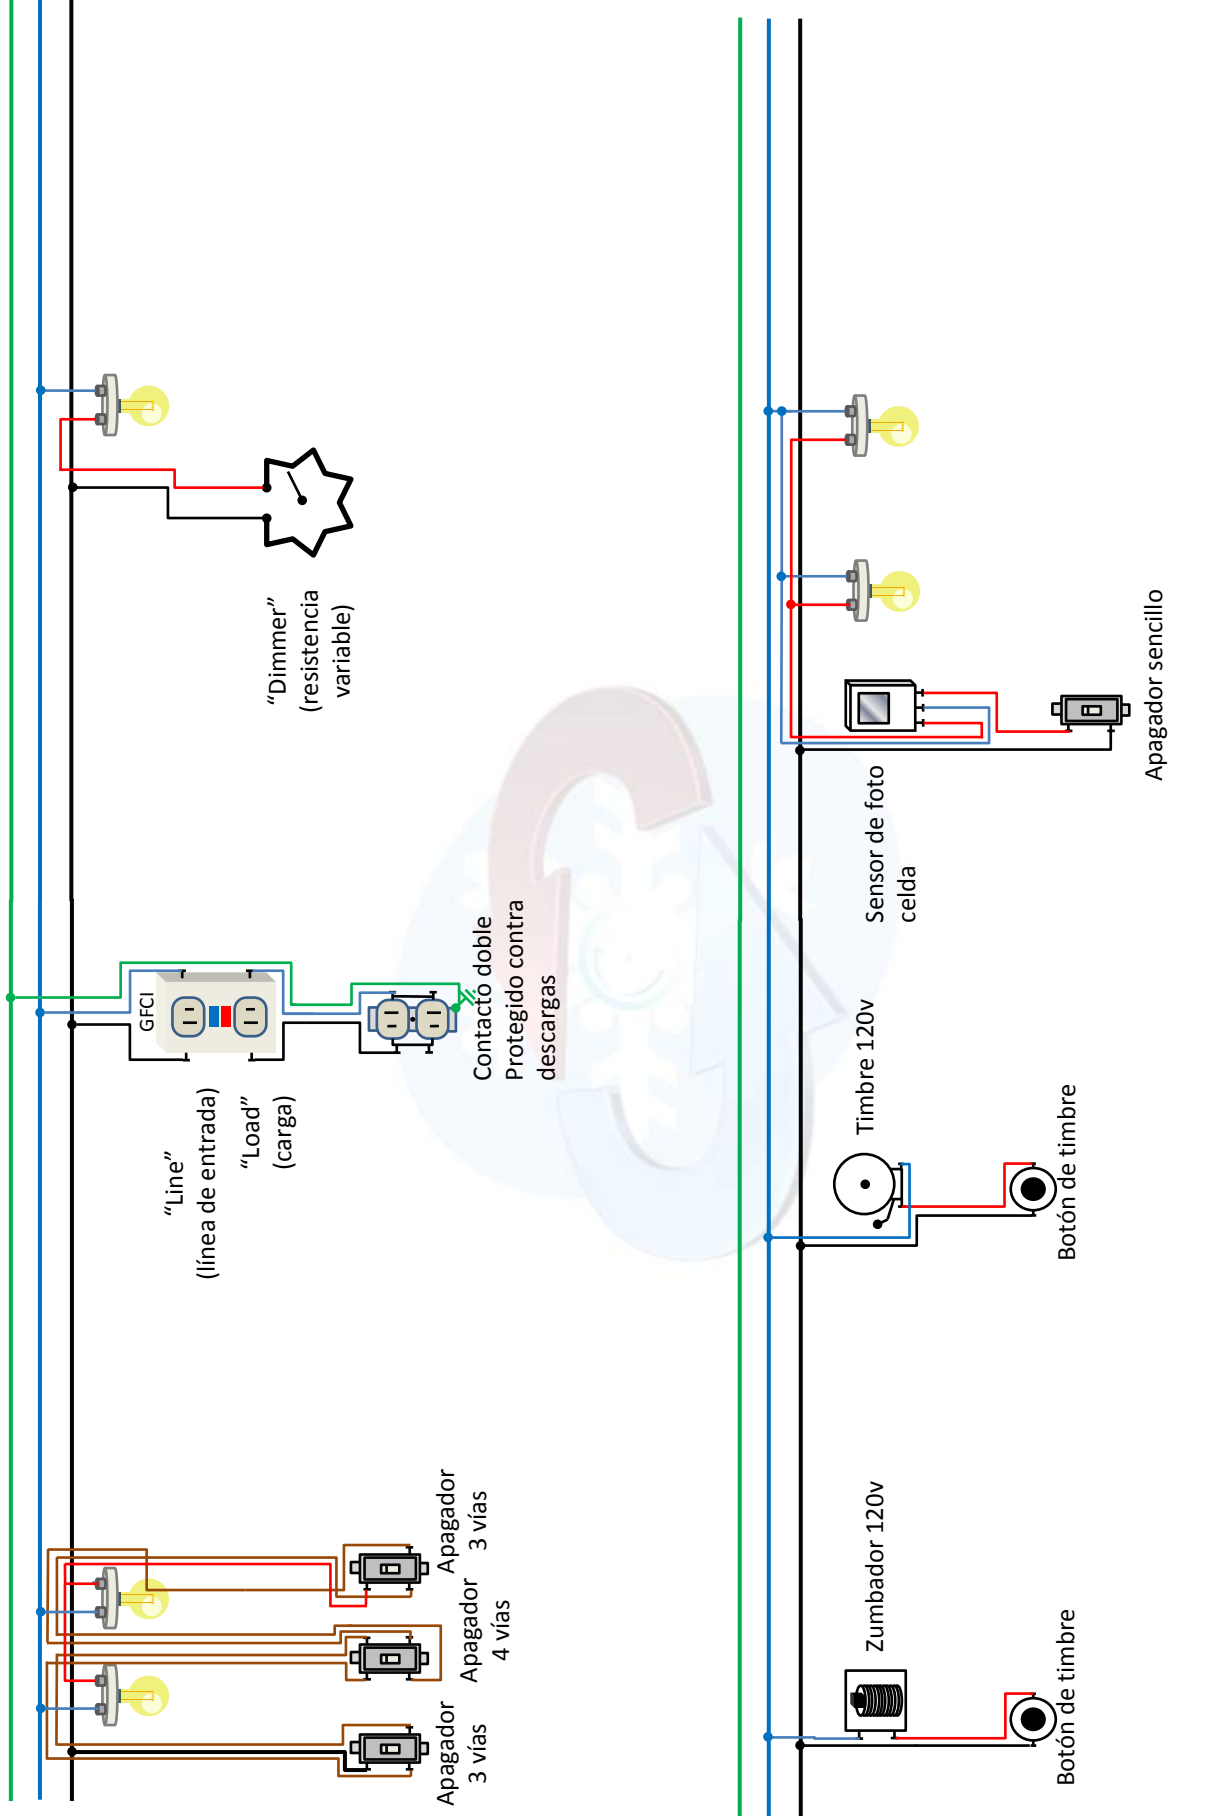 Apagador
3 vías
Apagador
4 vías
Apagador
3 vías
GFCI
“Line”
(línea de entrada)
“Load”
(carga)
Contacto doble
Protegido contra
descargas
“Dimmer”
(resistencia
variable)
Zumbador 120v
Botón de timbre
Timbre 120v
Botón de timbre
Sensor de foto
celda
Apagador sencillo